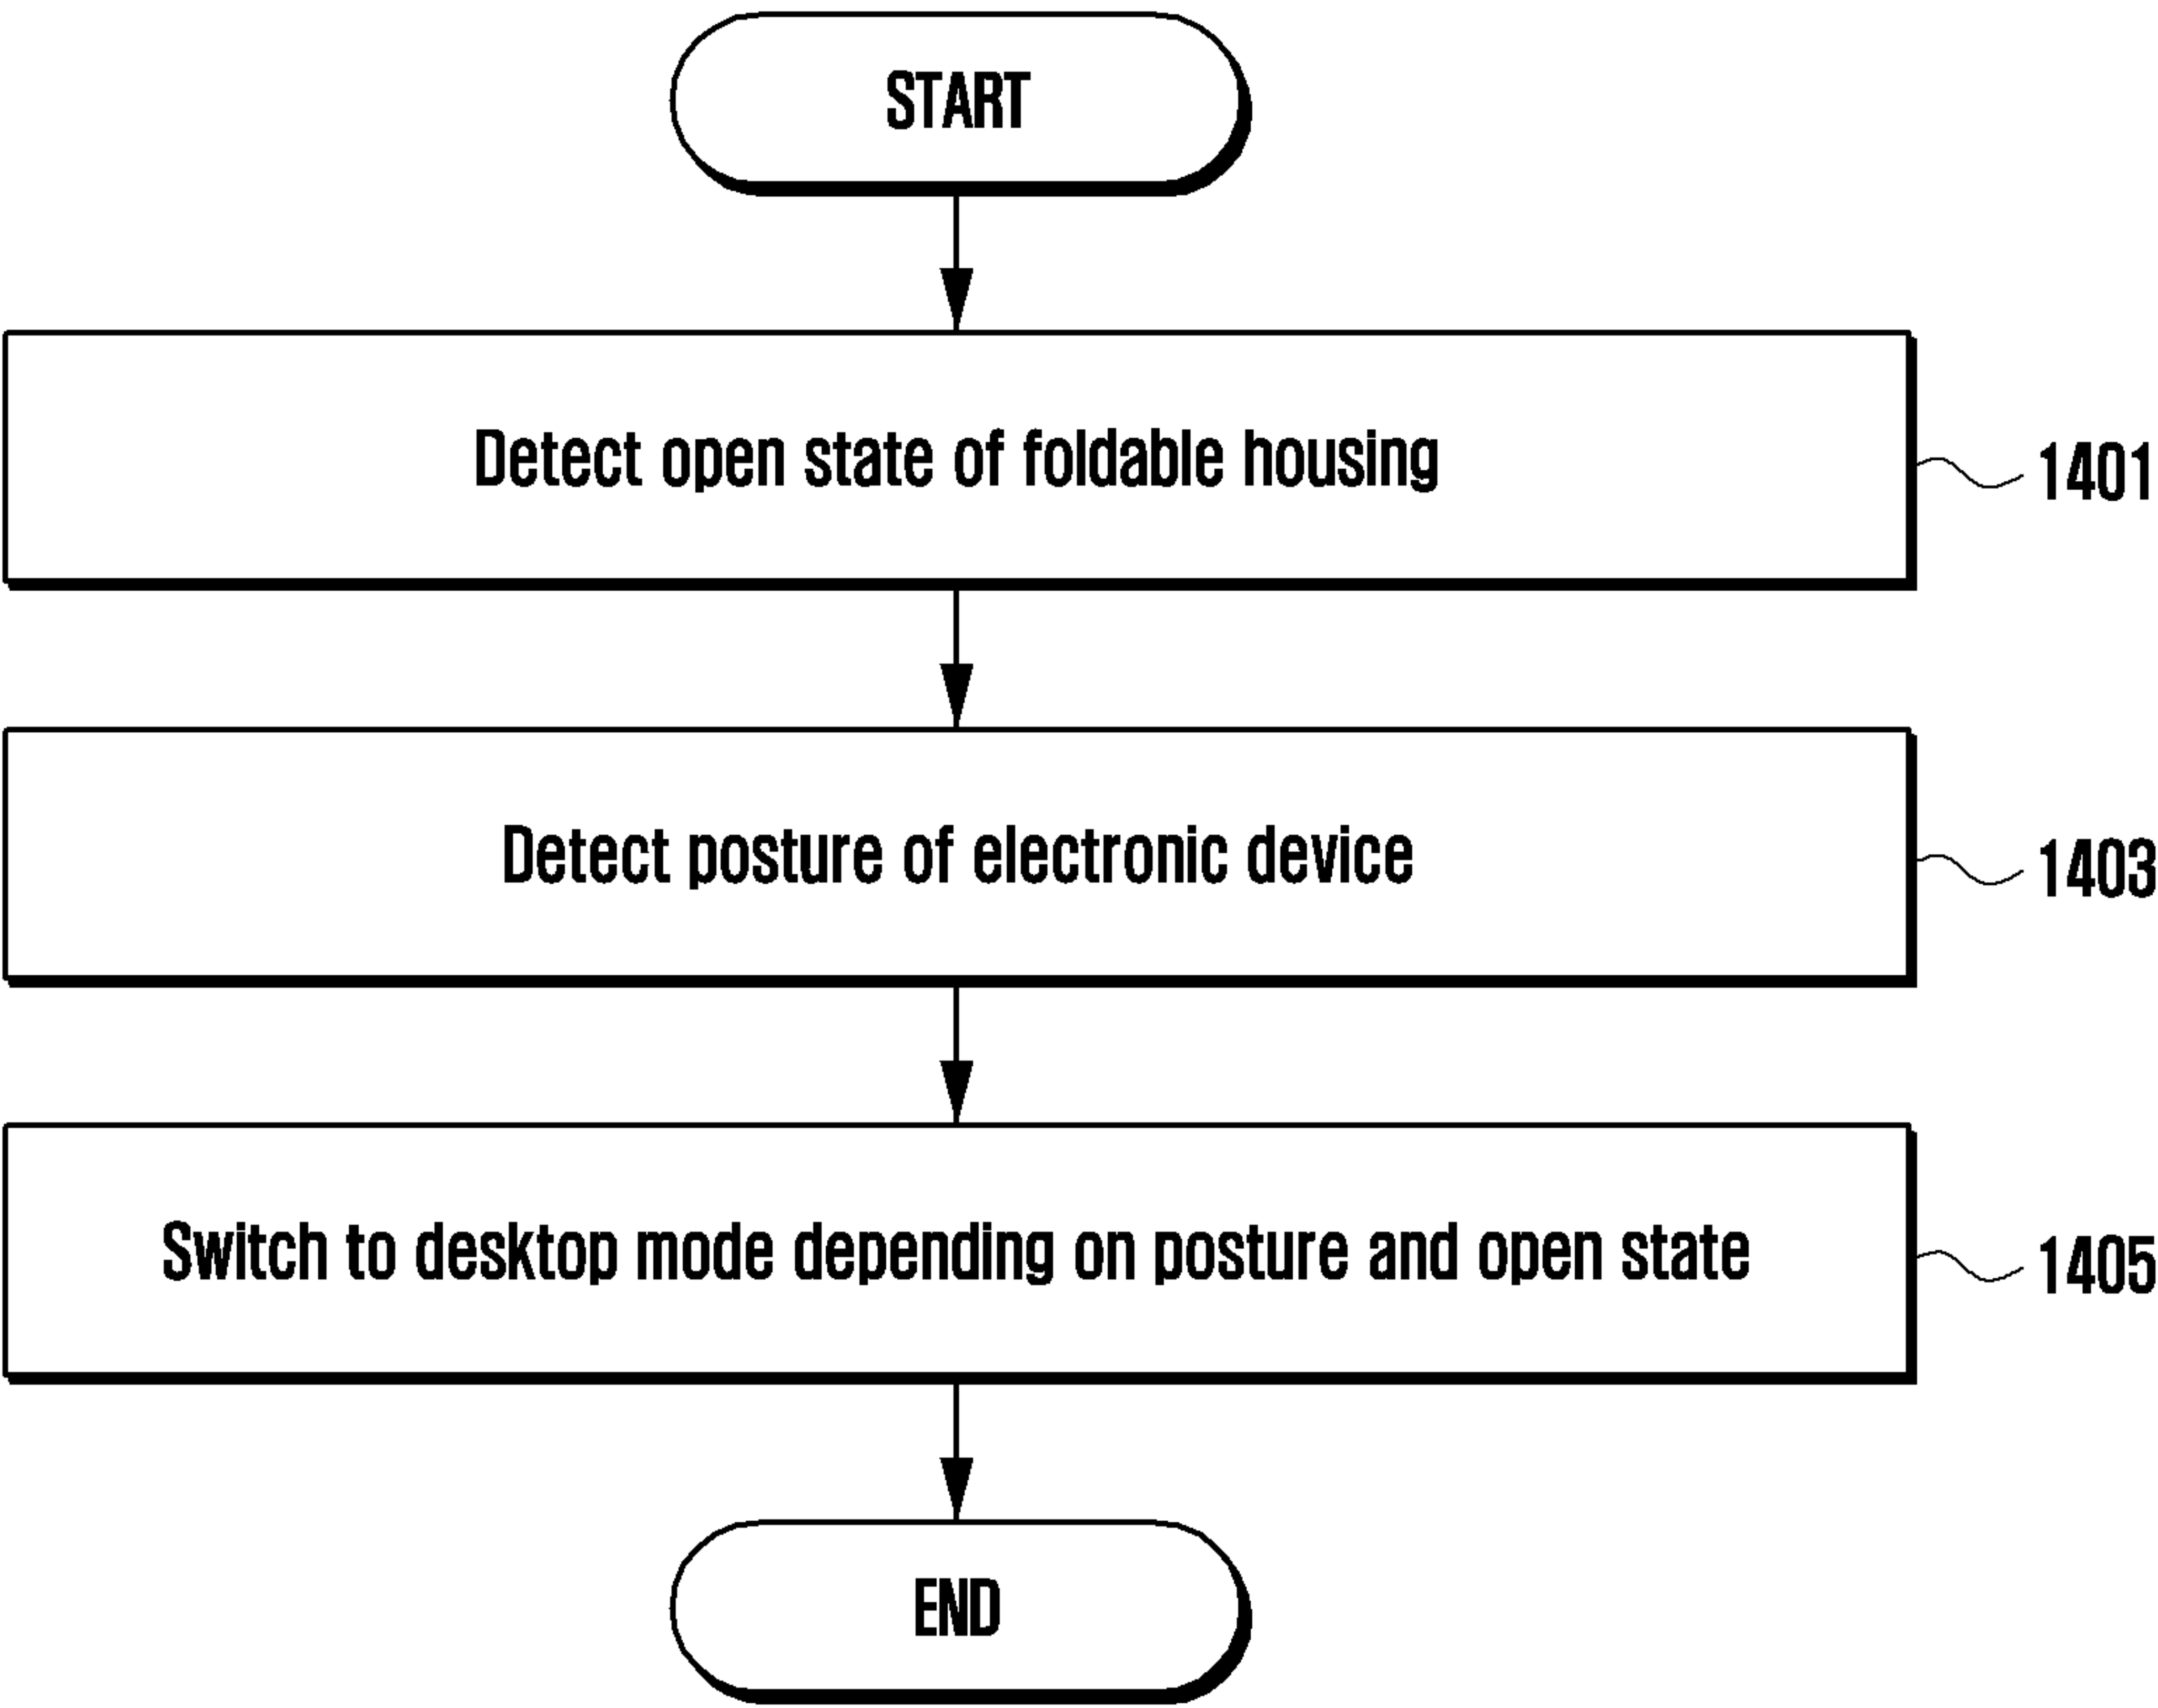 START
Detect open state of foldable housing
1401
Detect posture of electronic device
1403
Switch to desktop mode depending on posture and open state
1405
END